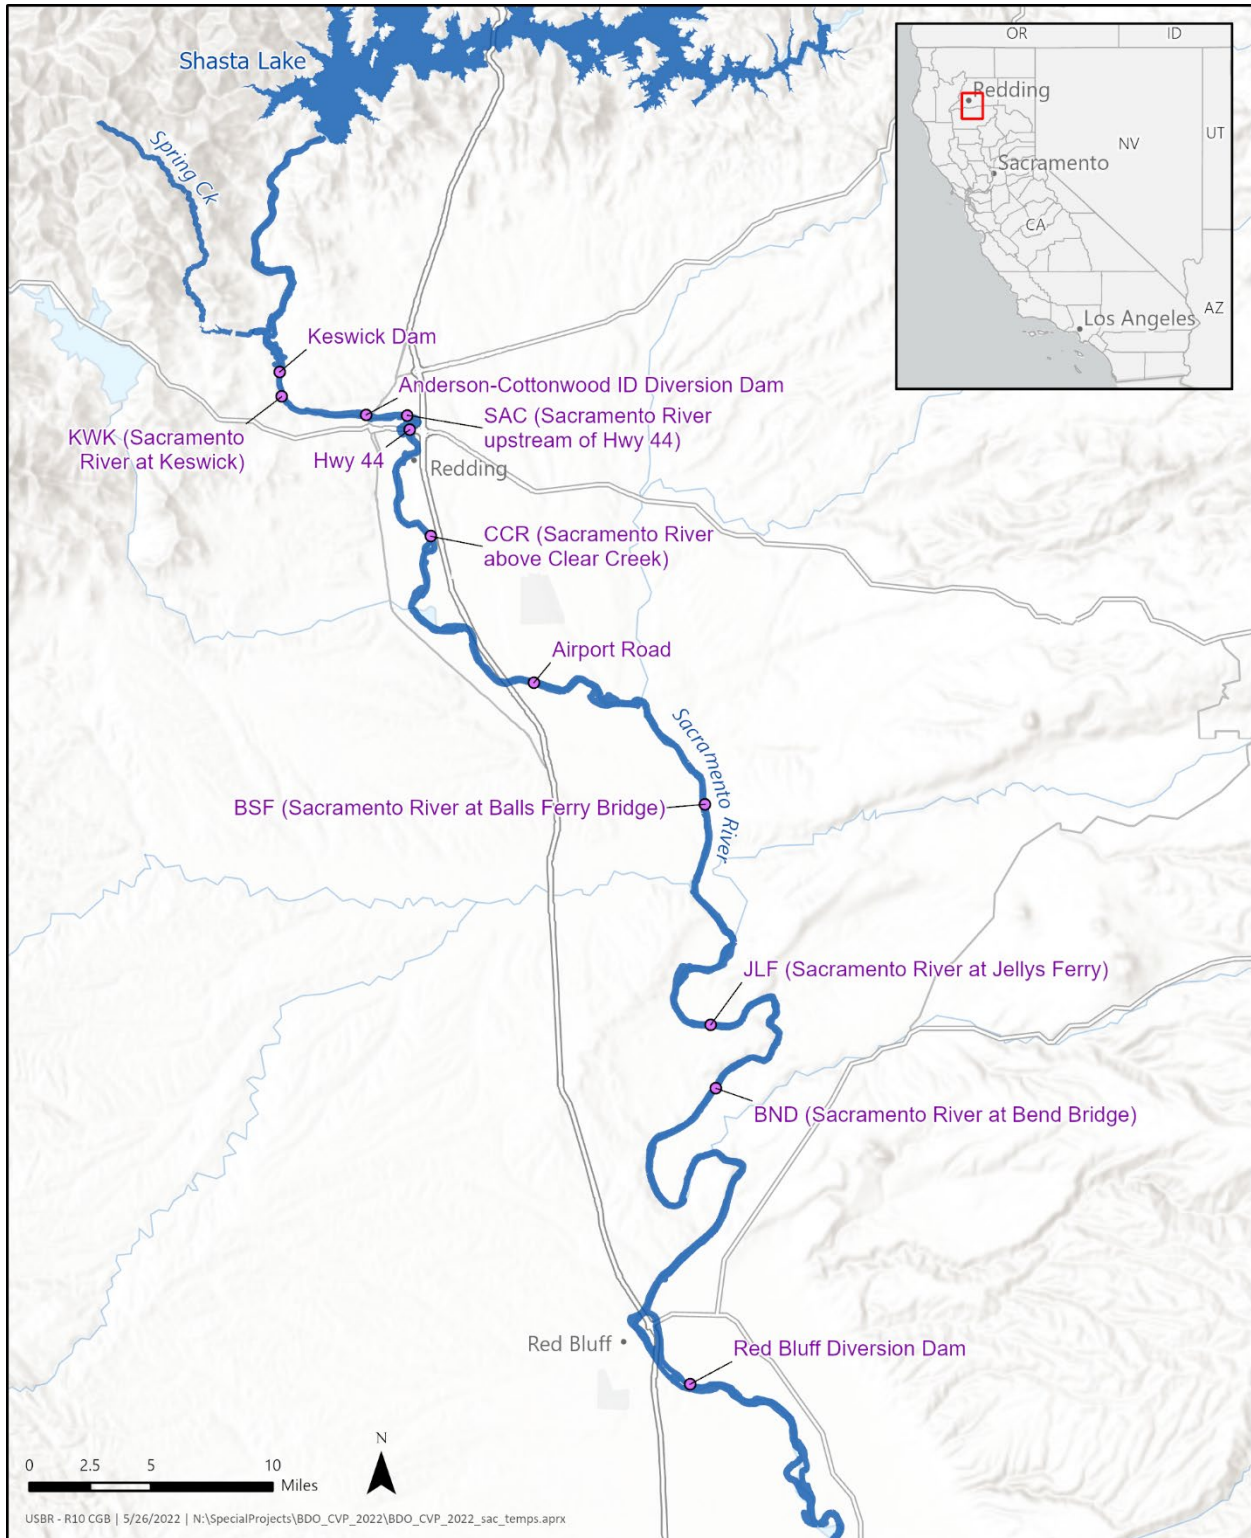 Shasta Lake
Spring Ck
OR
ID
Redding
NV
UT
Sacramento
CA
AZ
Los Angeles
Keswick Dam
Anderson-Cottonwood ID Diversion Dam
KWK (Sacramento
River at Keswick)
SAC (Sacramento River
upstream of Hwy 44)
Hwy 44
Redding
CCR (Sacramento River
above Clear Creek)
Airport Road
Sacramento River
BSF (Sacramento River at Balls Ferry Bridge)
JLF (Sacramento River at Jellys Ferry)
BND (Sacramento River at Bend Bridge)
Red Bluff
Red Bluff Diversion Dam
N
0 2.5 5 10
Miles
USBR - R10 CGB | 5/26/2022 | N:\SpecialProjects\BDO_CVP_2022\BDO_CVP_2022_sac_temps.aprx